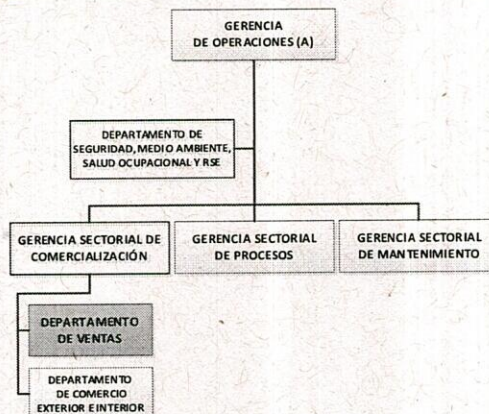 GERENCIA
DE OPERACIONES (A)
DEPARTAMENTO DE
SEGURIDAD, MEDIO AMBIENTE,
SALUD OCUPACIONAL Y RSE
GERENCIA SECTORIAL DE
COMERCIALIZACIÓN
GERENCIA SECTORIAL
DE PROCESOS
GERENCIA SECTORIAL
DE MANTENIMIENTO
DEPARTAMENTO
DE VENTAS
DEPARTAMENTO
DE COMERCIO
EXTERIOR E INTERIOR